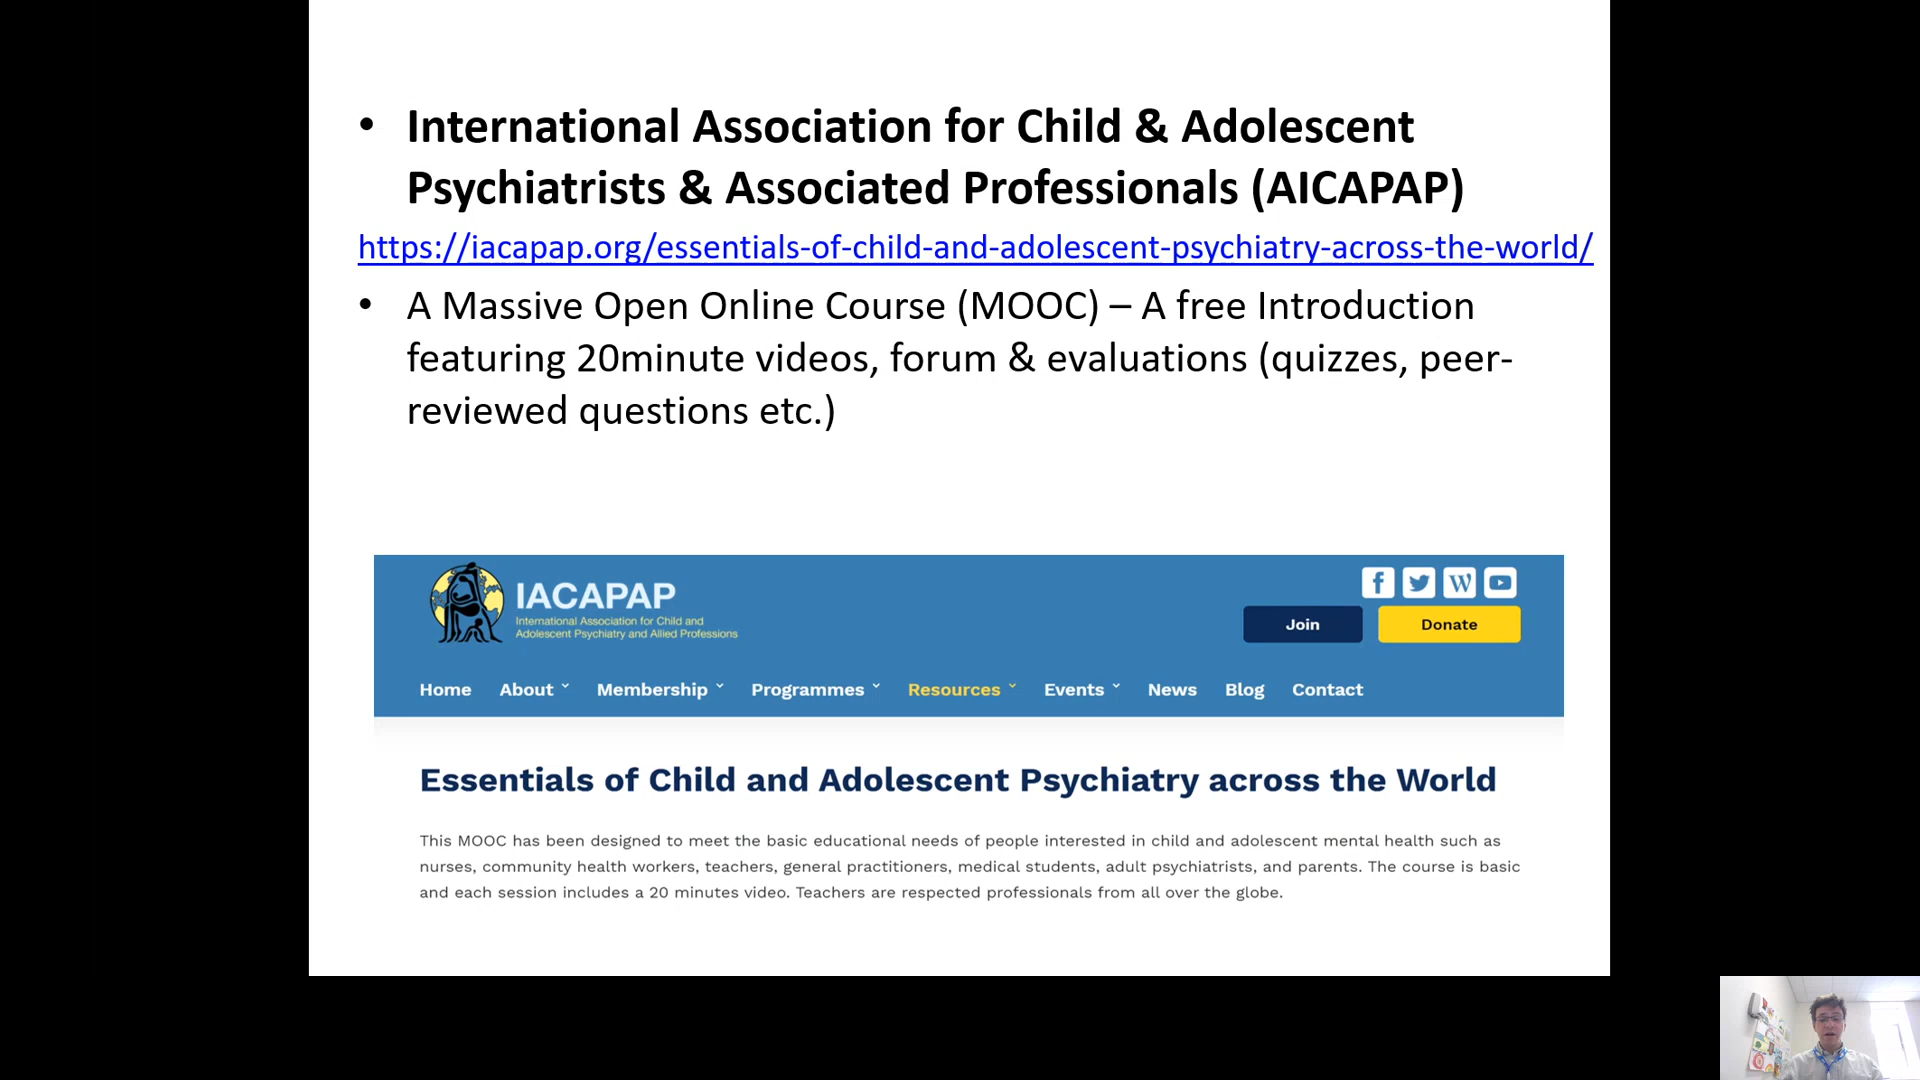 • International Association for Child & Adolescent
Psychiatrists & Associated Professionals (AICAPAP)
https://iacapap.org/essentials-of-child-and-adolescent-psychiatry-across-the-world/
• A Massive Open Online Course (MOOC) – A free Introduction
featuring 20minute videos, forum & evaluations (quizzes, peer-
reviewed questions etc.)
IACAPAP
International Association for Child and
Adolescent Psychiatry and Allied Professions
Join
Donate
Home About Membership Programmes Resources Events News Blog Contact
Essentials of Child and Adolescent Psychiatry across the World
This MOOC has been designed to meet the basic educational needs of people interested in child and adolescent mental health such as
nurses, community health workers, teachers, general practitioners, medical students, adult psychiatrists, and parents. The course is basic
and each session includes a 20 minutes video. Teachers are respected professionals from all over the globe.